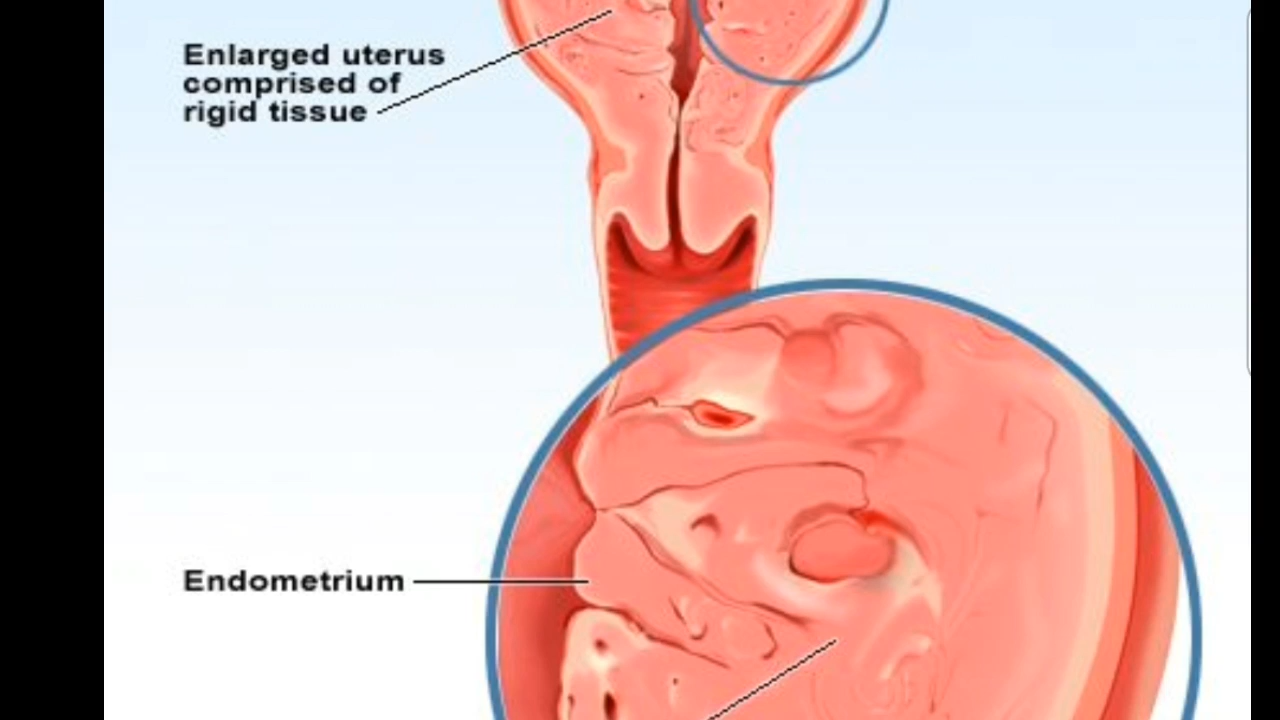 Enlarged uterus
comprised of
rigid tissue
Endometrium